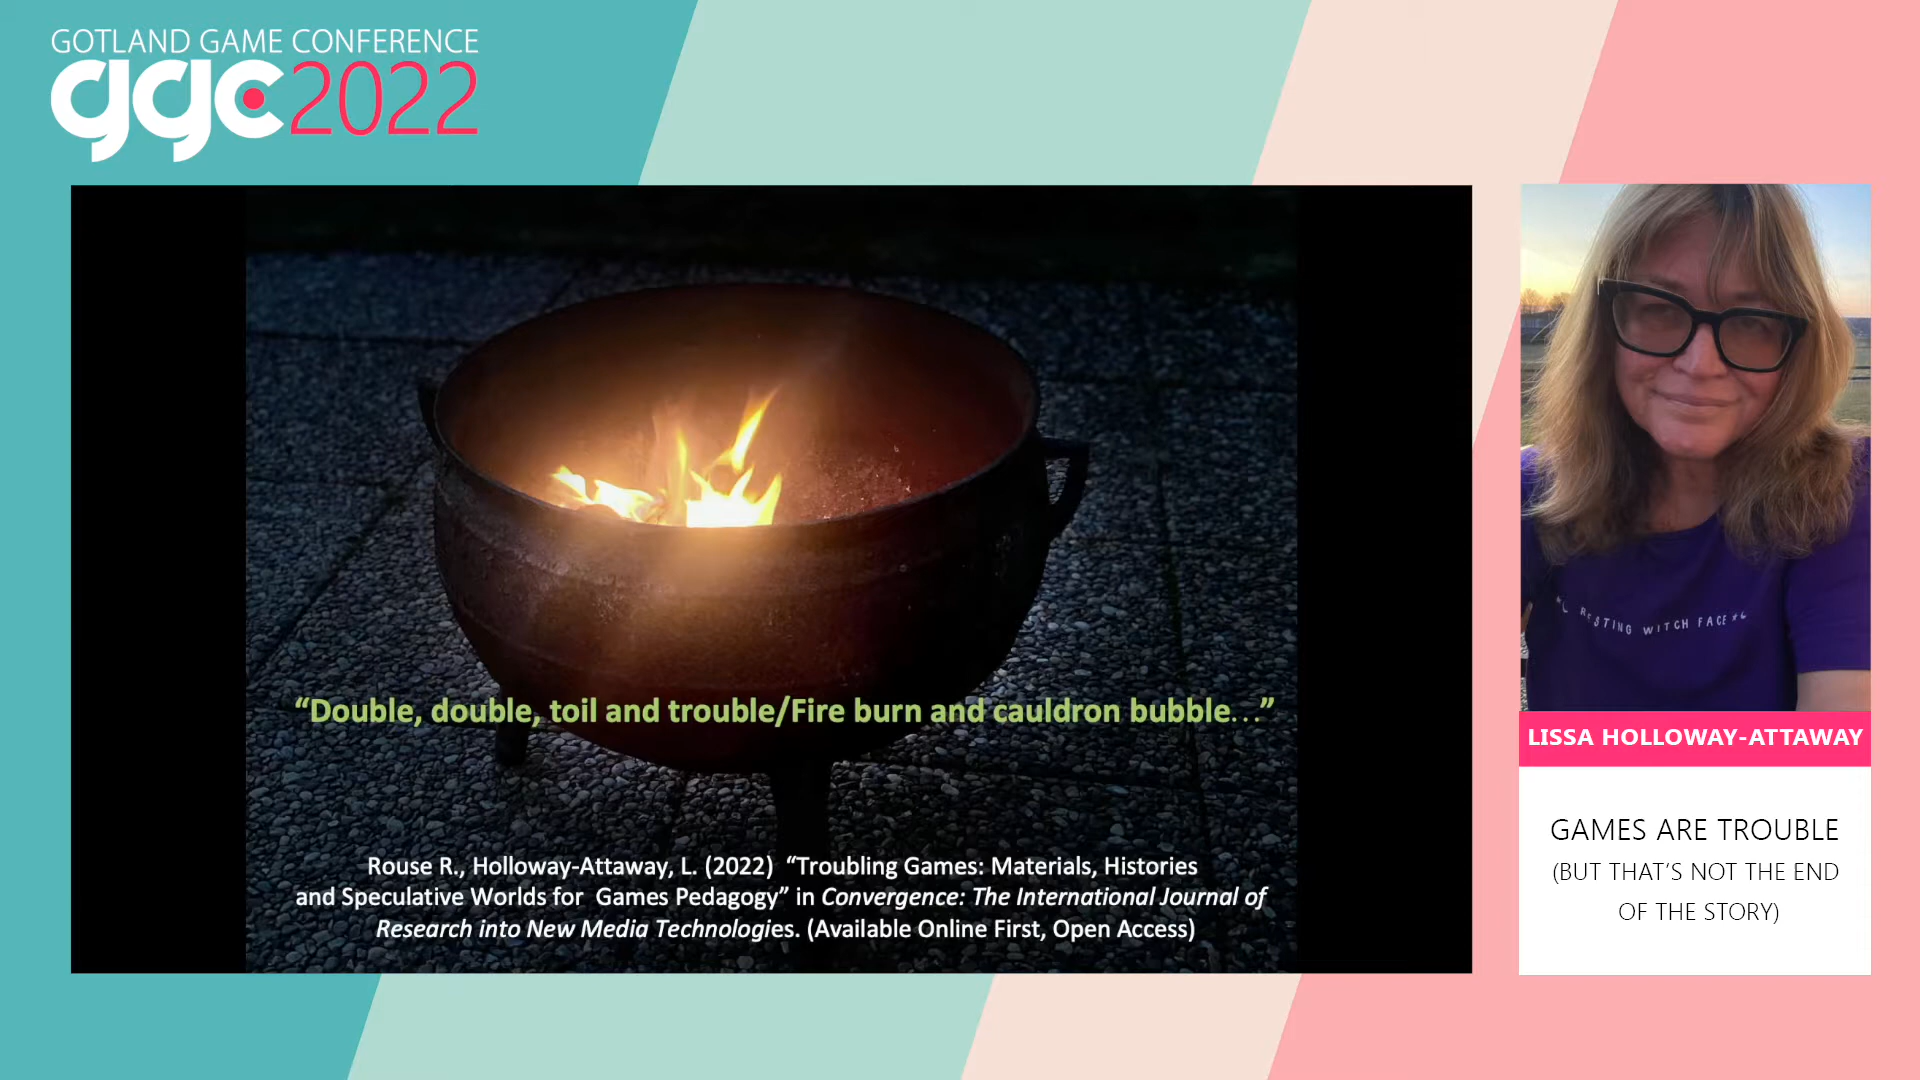 GOTLAND GAME CONFERENCE
ggc 2022
“Double, double, toil and trouble/Fire burn and cauldron bubble…”
Rouse R., Holloway-Attaway, L. (2022) “Troubling Games: Materials, Histories
and Speculative Worlds for Games Pedagogy” in Convergence: The International Journal of
Research into New Media Technologies. (Available Online First, Open Access)
RESTING WITCH FACE
LISSA HOLLOWAY-ATTAWAY
GAMES ARE TROUBLE
(BUT THAT'S NOT THE END
OF THE STORY)